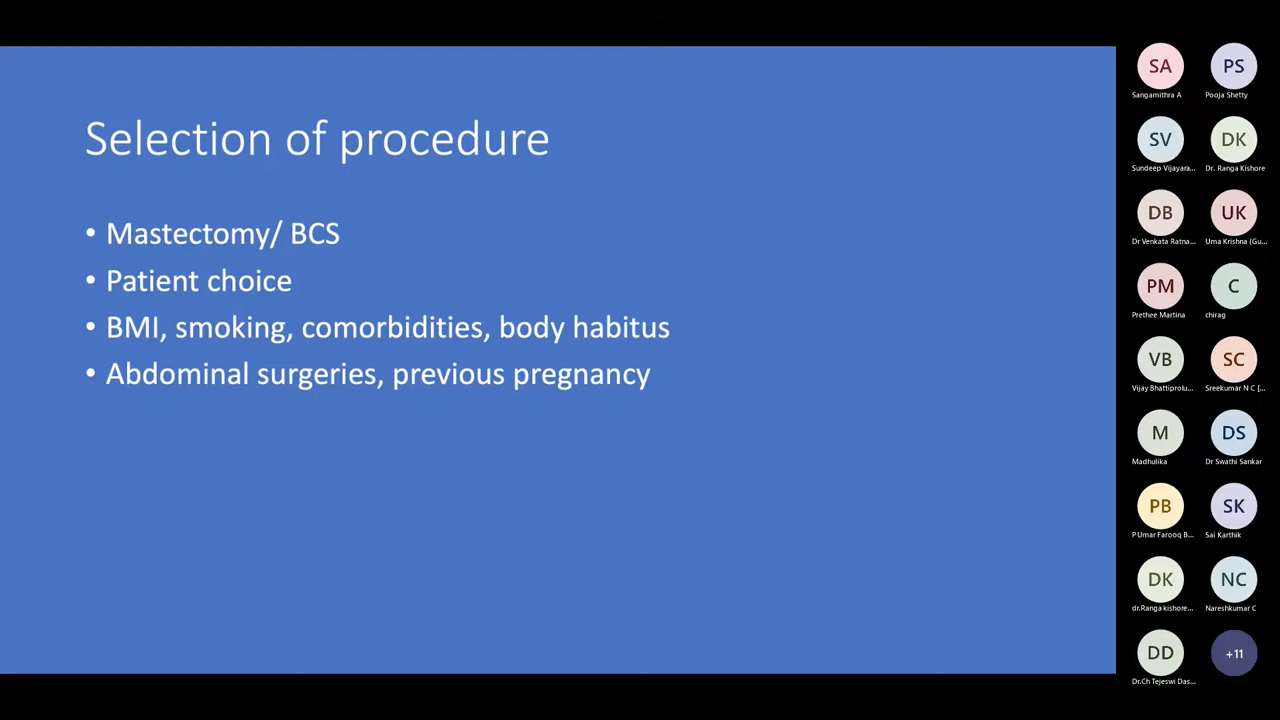 Selection of procedure
• Mastectomy/ BCS
• Patient choice
• BMI, smoking, comorbidities, body habitus
• Abdominal surgeries, previous pregnancy
SA PS
Sangamithra A Pooja Shetty
SV DK
Sundeep Vijayara... Dr. Ranga Kishore
DB UK
Dr Venkata Ratna... Uma Krishna (Gu...
PM C
Prethee Martina chirag
VB SC
Vijay Bhattiprolu... Sreekumar N C [...
M DS
Madhulika Dr Swathi Sankar
PB SK
P Umar Farooq B... Sai Karthik
DK NC
dr.Ranga kishore... Nareshkumar C
DD +11
Dr.Ch Tejeswi Das...